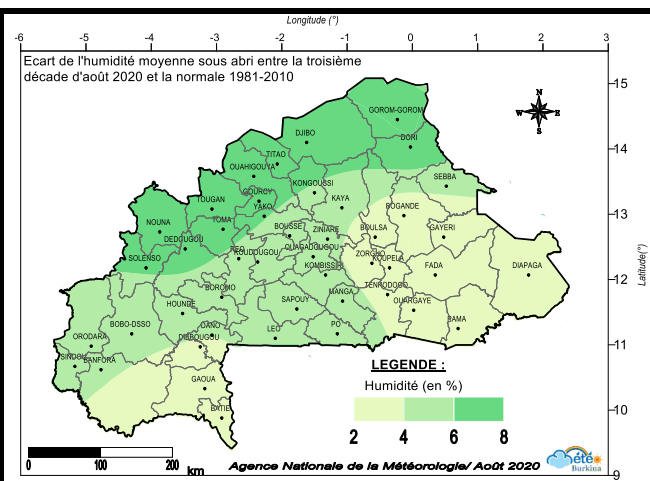 Longitude (°)
-6 -5 -4 -3 -2 -1 0 1 2 3
Ecart de l'humidité moyenne sous abri entre la troisième
décade d'août 2020 et la normale 1981-2010
15
14
13
12
11
10
9
Latitude(°)
N
W E
S
GOROM-GOROM
DJIBO
DORI
TITAO
OUAHIGOUYA
KONGOUSSI
SEBBA
GOURCY
TOUGAN
YAKO
KAYA
BOGANDE
NOUNA
TOMA
BOUSSE
ZINIARE
BOULSA
GAYERI
DEDOUGOU
REO
KOUDOUGOU
OUAGADOUGOU
ZORGHO
KOUPELA
SOLENSO
KOMBISSIRI
FADA
DIAPAGA
BOROMO
MANGA
TENKODOGO
HOUNDE
SAPOUY
OUARGAYE
BOBO-DSSO
DANO
LEO
PO
PAMA
ORODARA
DIEBOUGOU
SINDOU
BANFORA
GAOUA
BATIE
LEGENDE :
Humidité (en %)
2 4 6 8
0 100 200
km
Agence Nationale de la Météorologie/ Août 2020
Météo
Burkina